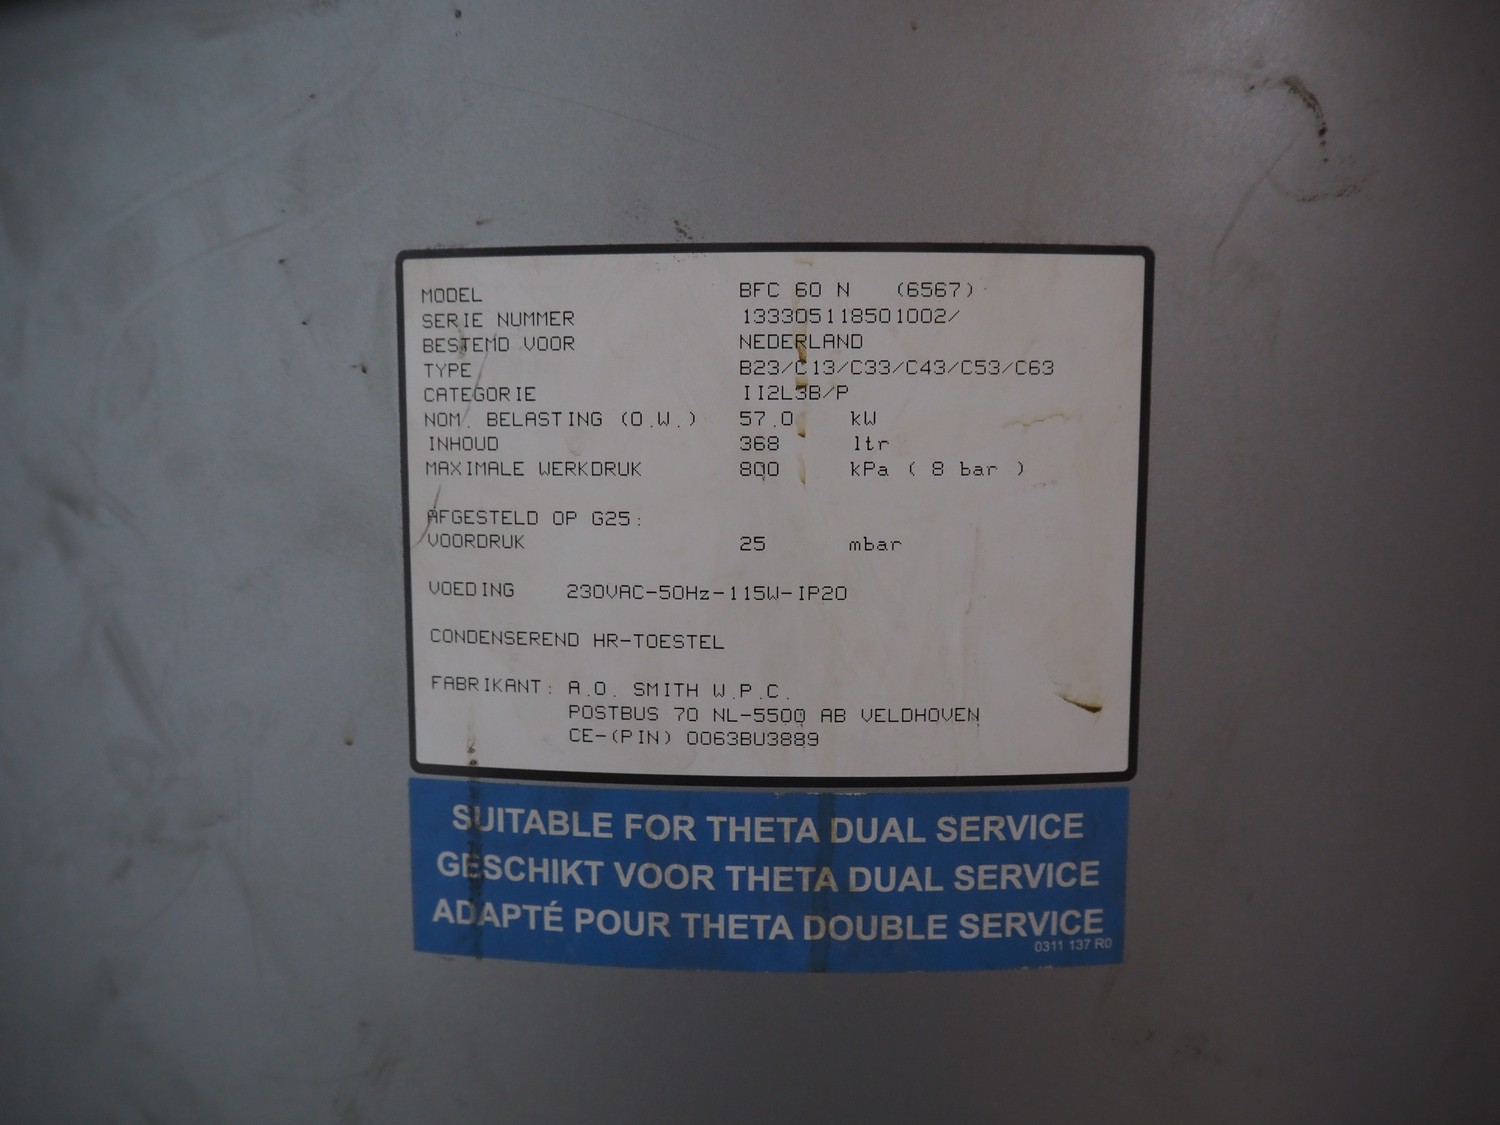 MODEL BFC 60 N (6567)
SERIE NUMMER 133305118501002/
BESTEMD VOOR NEDERLAND
TYPE B23/C13/C33/C43/C53/C63
CATEGORIE II2L3B/P
NOM. BELASTING (O.W.) 57.0 kW
INHOUD 368 ltr
MAXIMALE WERKDRUK 800 kPa ( 8 bar )
AFGESTELD OP G25:
VOORDRUK 25 mbar
VOEDING 230VAC-50Hz-115W-IP20
CONDENSEREND HR-TOESTEL
FABRIKANT: A.O. SMITH W.P.C.
POSTBUS 70 NL-5500 AB VELDHOVEN
CE-(PIN) 0063BU3889
SUITABLE FOR THETA DUAL SERVICE
GESCHIKT VOOR THETA DUAL SERVICE
ADAPTÉ POUR THETA DOUBLE SERVICE
0311 137 R0